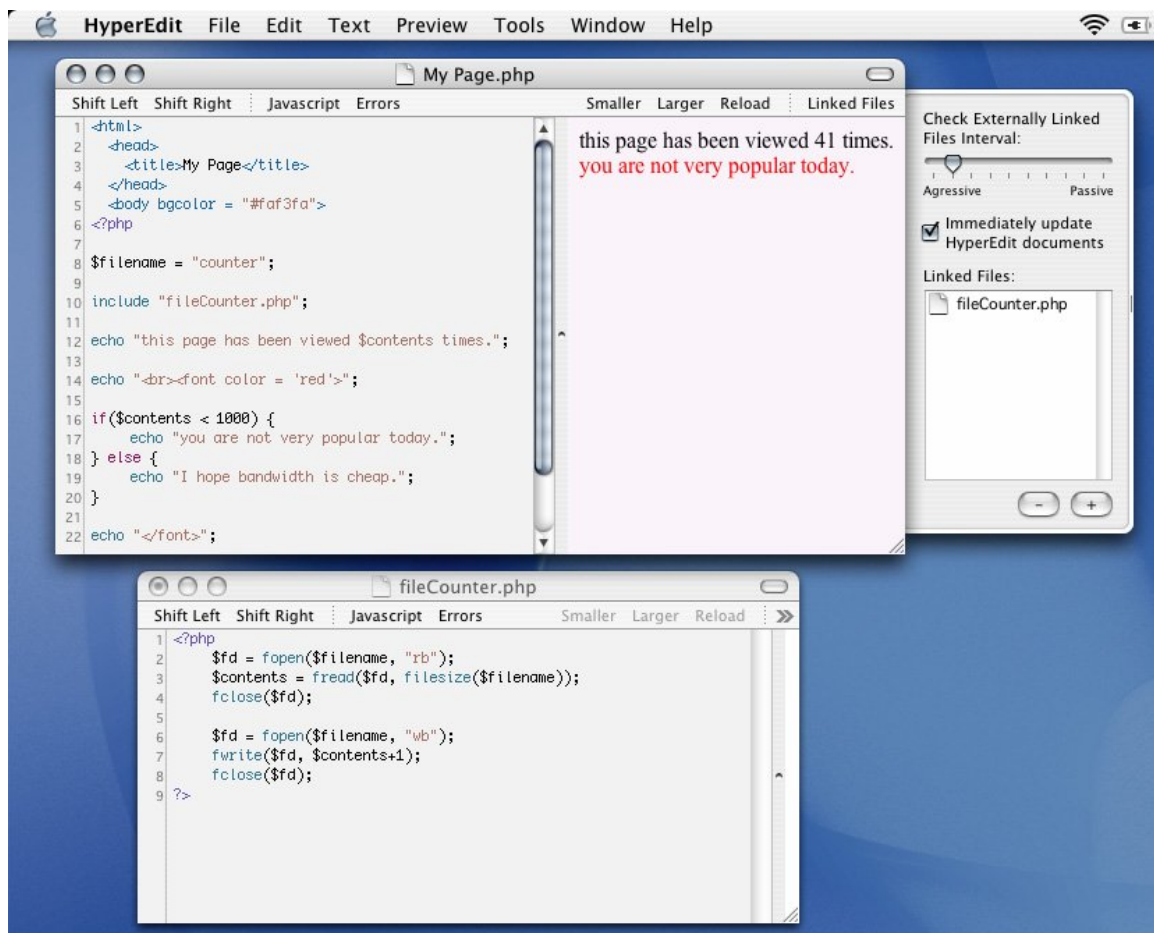 HyperEdit File Edit Text Preview Tools Window Help
My Page.php
Shift Left Shift Right Javascript Errors Smaller Larger Reload Linked Files
1 <html>
2 <head>
3 <title>My Page</title>
4 </head>
5 <body bgcolor = "#faf3fa">
6 <?php
7
8 $filename = "counter";
9
10 include "fileCounter.php";
11
12 echo "this page has been viewed $contents times.";
13
14 echo "<br><font color = 'red'>";
15
16 if($contents < 1000) {
17 echo "you are not very popular today.";
18 } else {
19 echo "I hope bandwidth is cheap.";
20 }
21
22 echo "</font>";
this page has been viewed 41 times.
you are not very popular today.
Check Externally Linked
Files Interval:
Agressive Passive
Immediately update
HyperEdit documents
Linked Files:
fileCounter.php
- +
fileCounter.php
Shift Left Shift Right Javascript Errors Smaller Larger Reload »
1 <?php
2 $fd = fopen($filename, "rb");
3 $contents = fread($fd, filesize($filename));
4 fclose($fd);
5
6 $fd = fopen($filename, "wb");
7 fwrite($fd, $contents+1);
8 fclose($fd);
9 ?>